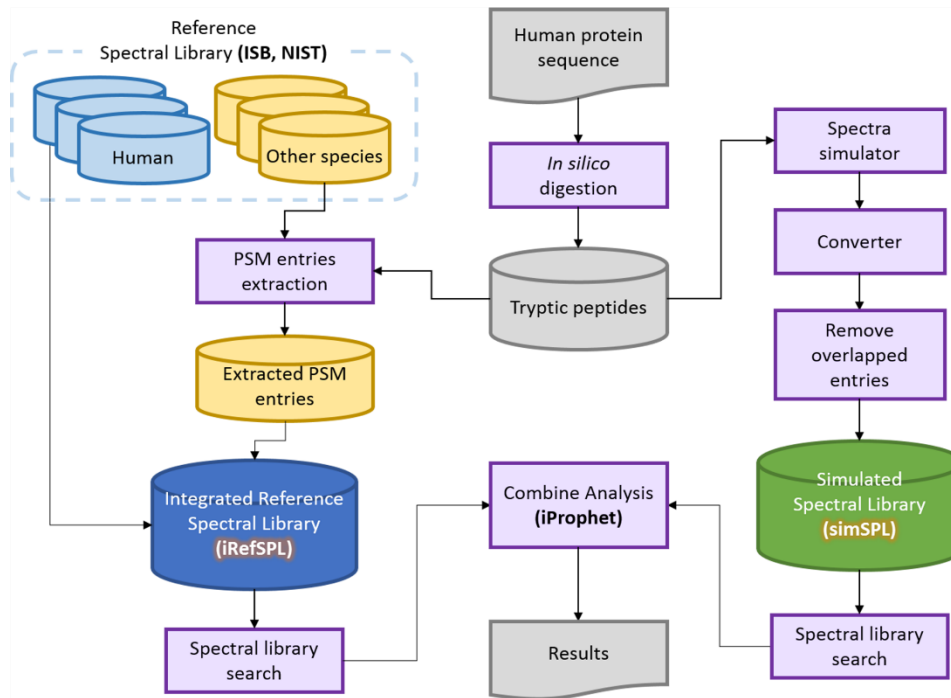 Reference
Spectral Library (ISB, NIST)
Human
Other species
Human protein
sequence
In silico
digestion
Tryptic peptides
PSM entries
extraction
Extracted PSM
entries
Integrated Reference
Spectral Library
(iRefSPL)
Spectral library
search
Spectra
simulator
Converter
Remove
overlapped
entries
Simulated
Spectral Library
(simSPL)
Spectral library
search
Combine Analysis
(iProphet)
Results